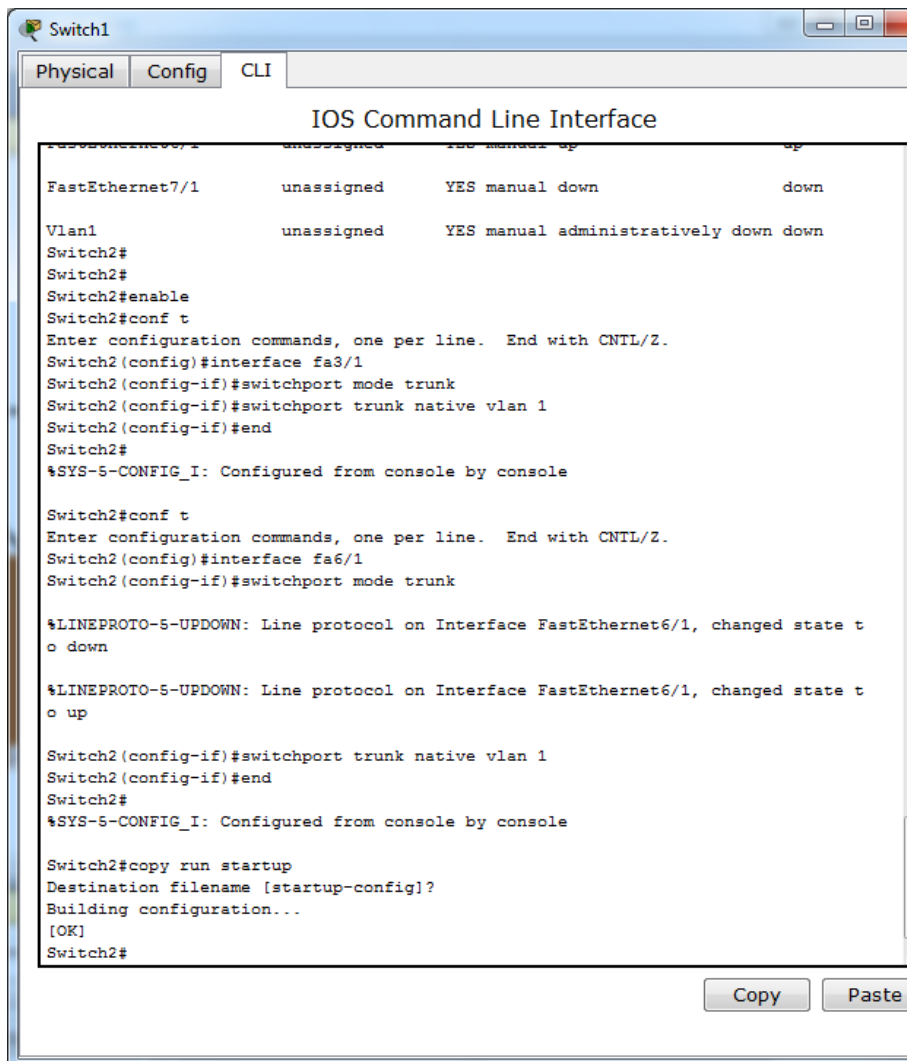 Switch1
Physical Config CLI
IOS Command Line Interface
FastEthernet6/1 unassigned YES manual up up
FastEthernet7/1 unassigned YES manual down down
Vlan1 unassigned YES manual administratively down down
Switch2#
Switch2#
Switch2#enable
Switch2#conf t
Enter configuration commands, one per line.  End with CNTL/Z.
Switch2(config)#interface fa3/1
Switch2(config-if)#switchport mode trunk
Switch2(config-if)#switchport trunk native vlan 1
Switch2(config-if)#end
Switch2#
%SYS-5-CONFIG_I: Configured from console by console
Switch2#conf t
Enter configuration commands, one per line.  End with CNTL/Z.
Switch2(config)#interface fa6/1
Switch2(config-if)#switchport mode trunk
%LINEPROTO-5-UPDOWN: Line protocol on Interface FastEthernet6/1, changed state t
o down
%LINEPROTO-5-UPDOWN: Line protocol on Interface FastEthernet6/1, changed state t
o up
Switch2(config-if)#switchport trunk native vlan 1
Switch2(config-if)#end
Switch2#
%SYS-5-CONFIG_I: Configured from console by console
Switch2#copy run startup
Destination filename [startup-config]?
Building configuration...
[OK]
Switch2#
Copy Paste